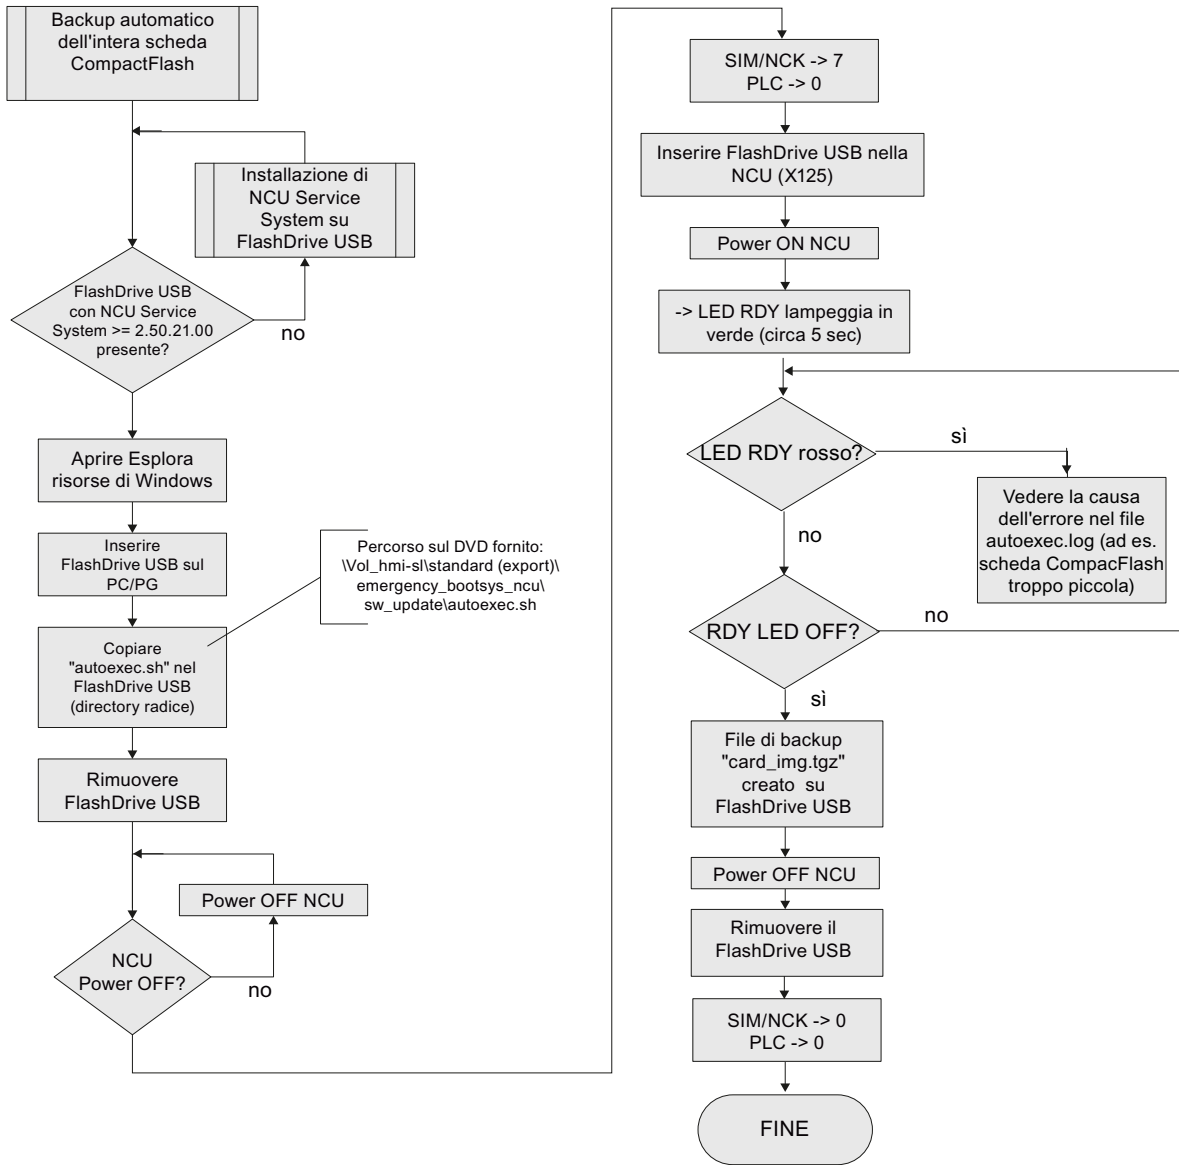 Backup automatico
dell'intera scheda
CompactFlash
Installazione di
NCU Service
System su
FlashDrive USB
FlashDrive USB
con NCU Service
System >= 2.50.21.00
presente?
no
Aprire Esplora
risorse di Windows
Inserire
FlashDrive USB sul
PC/PG
Percorso sul DVD fornito:
\Vol_hmi-sl\standard (export)\
emergency_bootsys_ncu\
sw_update\autoexec.sh
Copiare
"autoexec.sh" nel
FlashDrive USB
(directory radice)
Rimuovere
FlashDrive USB
Power OFF NCU
NCU
Power OFF?
no
SIM/NCK -> 7
PLC -> 0
Inserire FlashDrive USB nella
NCU (X125)
Power ON NCU
-> LED RDY lampeggia in
verde (circa 5 sec)
LED RDY rosso?
sì
Vedere la causa
dell'errore nel file
autoexec.log (ad es.
scheda CompacFlash
troppo piccola)
no
RDY LED OFF?
no
sì
File di backup
"card_img.tgz"
creato su
FlashDrive USB
Power OFF NCU
Rimuovere il
FlashDrive USB
SIM/NCK -> 0
PLC -> 0
FINE